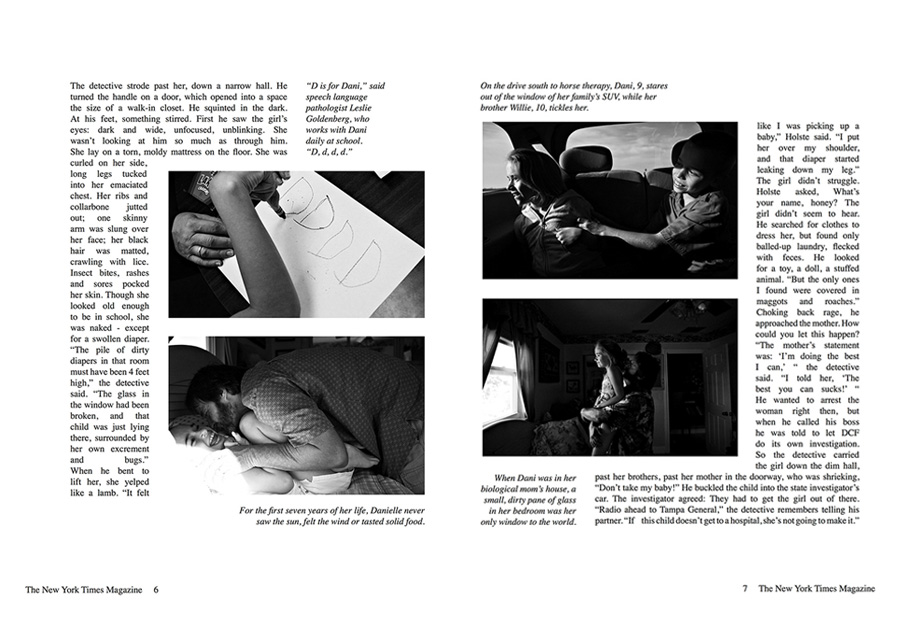 The detective strode past her, down a narrow hall. He
turned the handle on a door, which opened into a space
the size of a walk-in closet. He squinted in the dark.
At his feet, something stirred. First he saw the girl's
eyes: dark and wide, unfocused, unblinking. She
wasn't looking at him so much as through him.
She lay on a torn, moldy mattress on the floor. She was
curled on her side,
long legs tucked
into her emaciated
chest. Her ribs and
collarbone jutted
out; one skinny
arm was slung over
her face; her black
hair was matted,
crawling with lice.
Insect bites, rashes
and sores pocked
her skin. Though she
looked old enough
to be in school, she
was naked - except
for a swollen diaper.
“The pile of dirty
diapers in that room
must have been 4 feet
high,” the detective
said. “The glass in
the window had been
broken, and that
child was just lying
there, surrounded by
her own excrement
and bugs.”
When he bent to
lift her, she yelped
like a lamb. “It felt
“D is for Dani,” said
speech language
pathologist Leslie
Goldenberg, who
works with Dani
daily at school.
“D, d, d, d.”
D D D
For the first seven years of her life, Danielle never
saw the sun, felt the wind or tasted solid food.
The New York Times Magazine 6
On the drive south to horse therapy, Dani, 9, stares
out of the window of her family's SUV, while her
brother Willie, 10, tickles her.
like I was picking up a
baby,” Holste said. “I put
her over my shoulder,
and that diaper started
leaking down my leg.”
The girl didn't struggle.
Holste asked, What's
your name, honey? The
girl didn't seem to hear.
He searched for clothes to
dress her, but found only
balled-up laundry, flecked
with feces. He looked
for a toy, a doll, a stuffed
animal. “But the only ones
I found were covered in
maggots and roaches.”
Choking back rage, he
approached the mother. How
could you let this happen?
“The mother's statement
was: ‘I'm doing the best
I can,’ “ the detective
said. “I told her, ‘The
best you can sucks!’ “
He wanted to arrest the
woman right then, but
when he called his boss
he was told to let DCF
do its own investigation.
So the detective carried
the girl down the dim hall,
past her brothers, past her mother in the doorway, who was shrieking,
“Don't take my baby!” He buckled the child into the state investigator's
car. The investigator agreed: They had to get the girl out of there.
“Radio ahead to Tampa General,” the detective remembers telling his
partner. “If this child doesn't get to a hospital, she's not going to make it.”
When Dani was in her
biological mom's house, a
small, dirty pane of glass
in her bedroom was her
only window to the world.
7 The New York Times Magazine